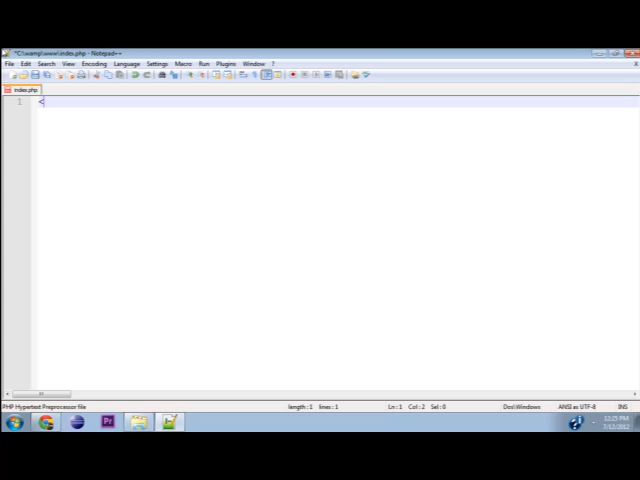 *C:\wamp\www\index.php - Notepad++
File Edit Search View Encoding Language Settings Macro Run Plugins Window ? X
index.php
1 <
PHP Hypertext Preprocessor file length : 1 lines : 1 Ln : 1 Col : 2 Sel : 0 Dos\Windows ANSI as UTF-8 INS
Pr 12:25 PM
7/12/2012